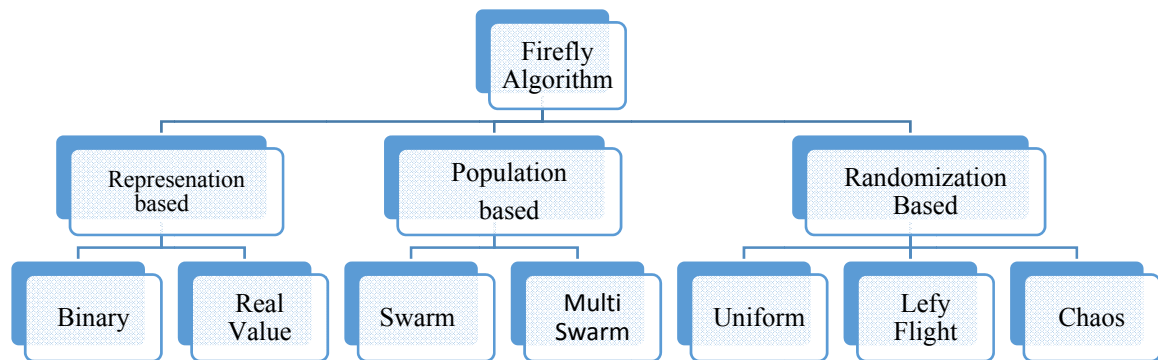 Firefly
Algorithm
Represenation
based
Population
based
Randomization
Based
Binary
Real
Value
Swarm
Multi
Swarm
Uniform
Lefy
Flight
Chaos